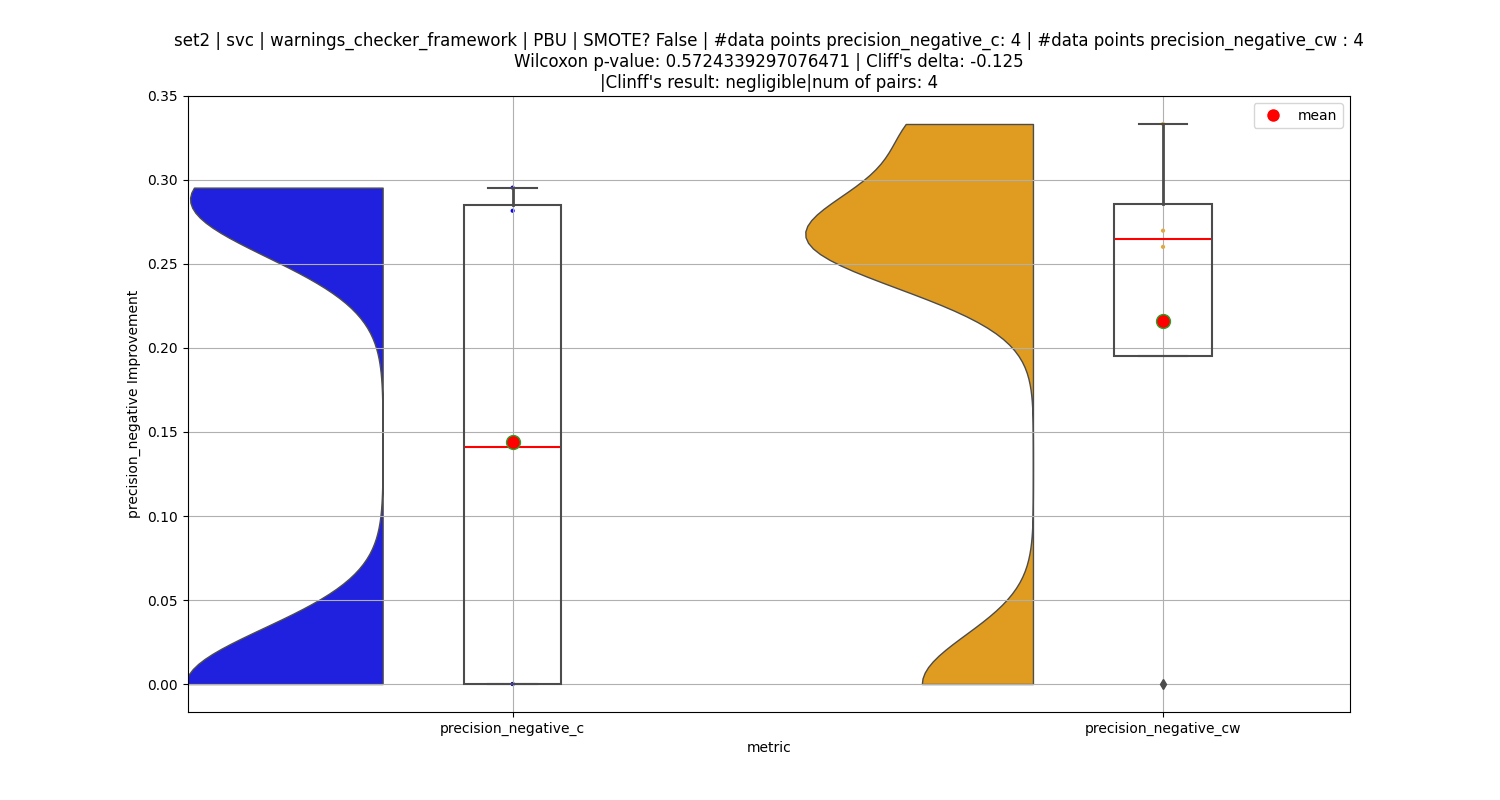 set2 | svc | warnings_checker_framework | PBU | SMOTE? False | #data points precision_negative_c: 4 | #data points precision_negative_cw : 4
Wilcoxon p-value: 0.5724339297076471 | Cliff's delta: -0.125
|Clinff's result: negligible|num of pairs: 4
mean
0.35
0.30
0.25
0.20
0.15
0.10
0.05
0.00
precision_negative Improvement
precision_negative_c
precision_negative_cw
metric